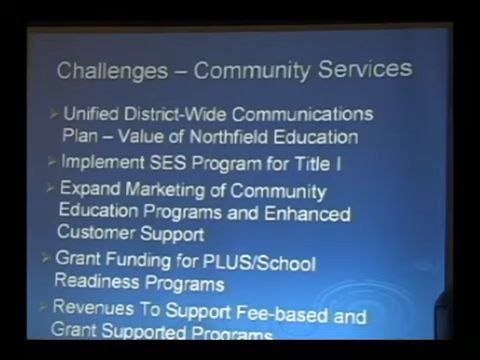 Challenges – Community Services
Unified District-Wide Communications
Plan – Value of Northfield Education
Implement SES Program for Title I
Expand Marketing of Community
Education Programs and Enhanced
Customer Support
Grant Funding for PLUS/School
Readiness Programs
Revenues To Support Fee-based and
Grant Supported Programs